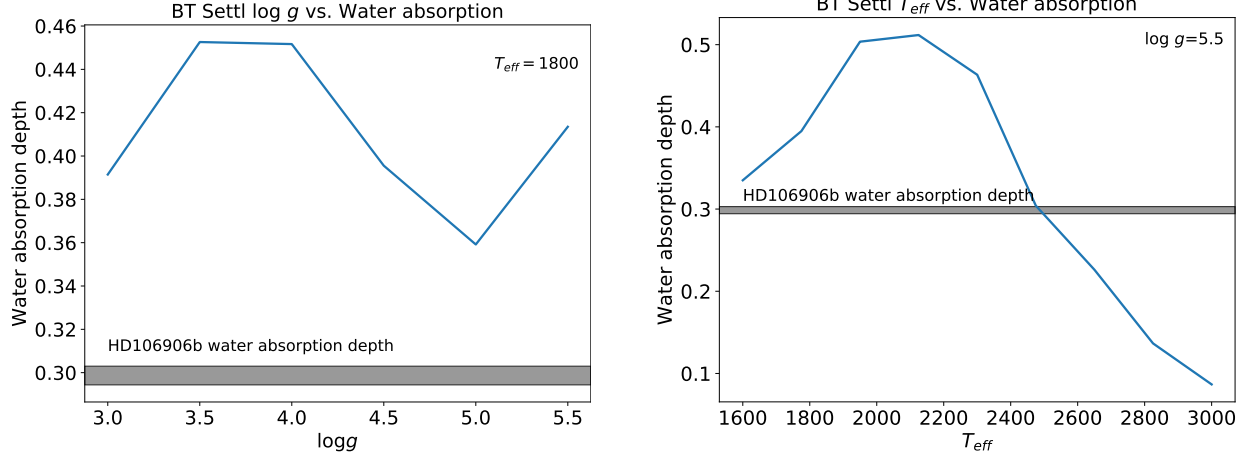 BT Settl log g vs. Water absorption
Water absorption depth
0.46
0.44
0.42
0.40
0.38
0.36
0.34
0.32
0.30
T_eff = 1800
HD106906b water absorption depth
3.0 3.5 4.0 4.5 5.0 5.5
logg
BT Settl T_eff vs. Water absorption
Water absorption depth
0.5
0.4
0.3
0.2
0.1
log g=5.5
HD106906b water absorption depth
1600 1800 2000 2200 2400 2600 2800 3000
T_eff